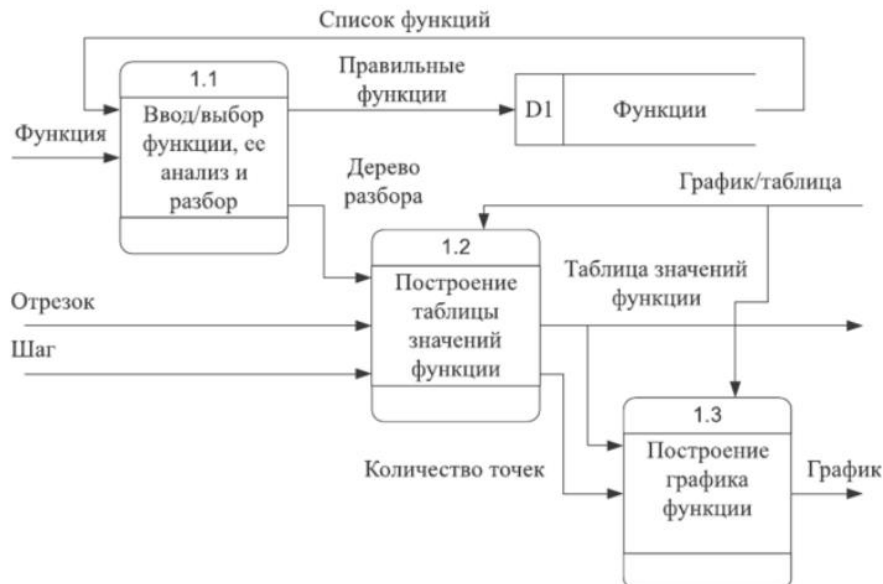 Список функций
1.1
Ввод/выбор
функции, ее
анализ и
разбор
Правильные
функции
D1
Функции
Функция
Дерево
разбора
График/таблица
1.2
Построение
таблицы
значений
функции
Таблица значений
функции
Отрезок
Шаг
1.3
Построение
графика
функции
Количество точек
График